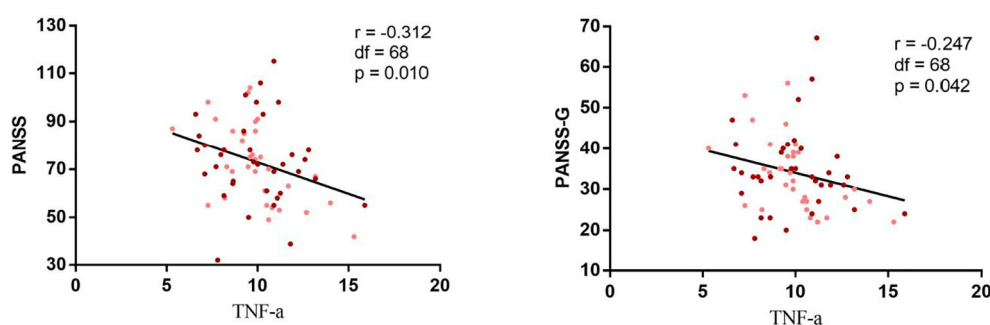 r = -0.312
df = 68
p = 0.010
PANSS
130
110
90
70
50
30
0
5
10
15
20
TNF-a
r = -0.247
df = 68
p = 0.042
PANSS-G
70
60
50
40
30
20
10
0
5
10
15
20
TNF-a